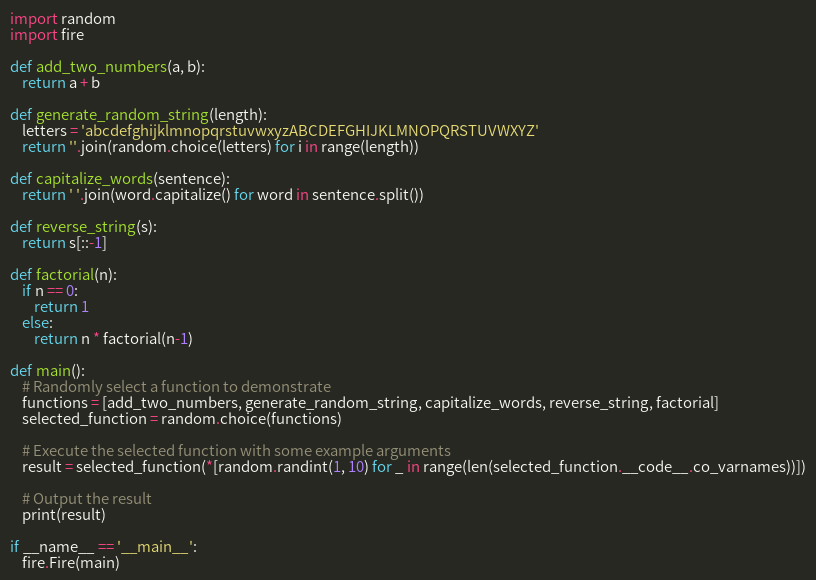 import random
import fire

def add_two_numbers(a, b):
    return a + b

def generate_random_string(length):
    letters = 'abcdefghijklmnopqrstuvwxyzABCDEFGHIJKLMNOPQRSTUVWXYZ'
    return ''.join(random.choice(letters) for i in range(length))

def capitalize_words(sentence):
    return ' '.join(word.capitalize() for word in sentence.split())

def reverse_string(s):
    return s[::-1]

def factorial(n):
    if n == 0:
        return 1
    else:
        return n * factorial(n-1)

def main():
    # Randomly select a function to demonstrate
    functions = [add_two_numbers, generate_random_string, capitalize_words, reverse_string, factorial]
    selected_function = random.choice(functions)

    # Execute the selected function with some example arguments
    result = selected_function(*[random.randint(1, 10) for _ in range(len(selected_function.__code__.co_varnames))])

    # Output the result
    print(result)

if __name__ == '__main__':
    fire.Fire(main)